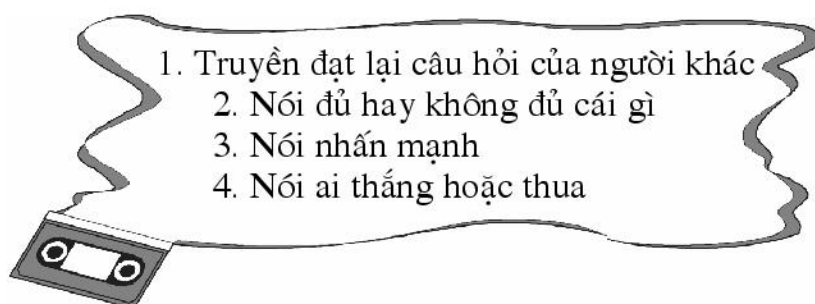 1. Truyền đạt lại câu hỏi của người khác
2. Nói đủ hay không đủ cái gì
3. Nói nhấn mạnh
4. Nói ai thắng hoặc thua